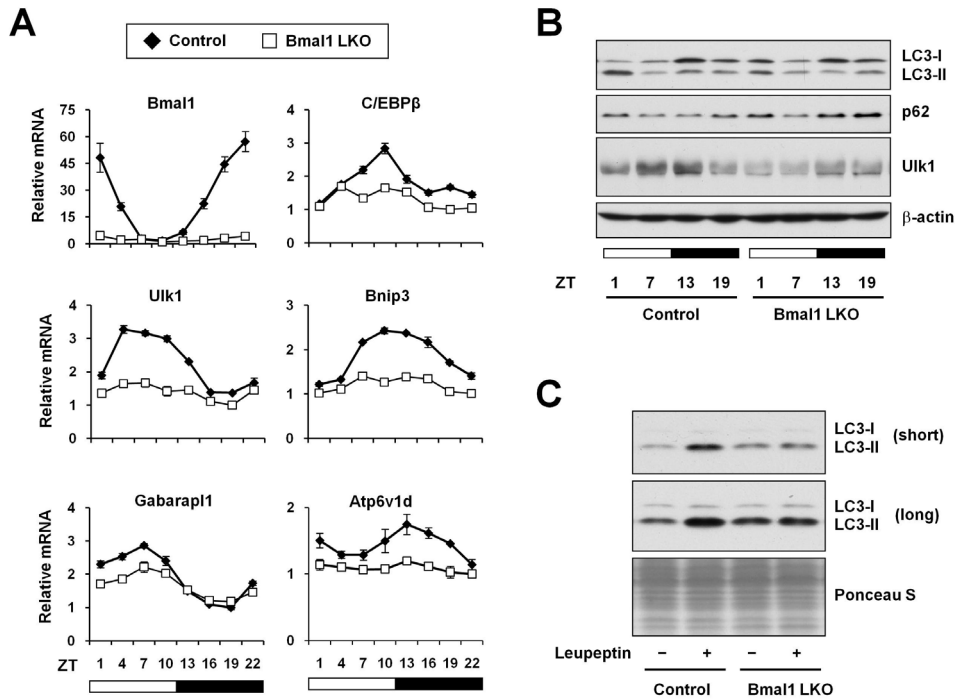 A
Control
Bmal1 LKO
Bmal1
C/EBPβ
Relative mRNA
75
60
45
30
15
0
4
3
2
1
0
Ulk1
Bnip3
Relative mRNA
4
3
2
1
0
3
2
1
0
Gabarapl1
Atp6v1d
Relative mRNA
4
3
2
1
0
2
1
0
ZT
1 4 7 10 13 16 19 22
1 4 7 10 13 16 19 22
B
LC3-I
LC3-II
p62
Ulk1
β-actin
ZT 1 7 13 19 1 7 13 19
Control Bmal1 LKO
C
LC3-I
LC3-II
(short)
LC3-I
LC3-II
(long)
Ponceau S
Leupeptin − + − +
Control Bmal1 LKO